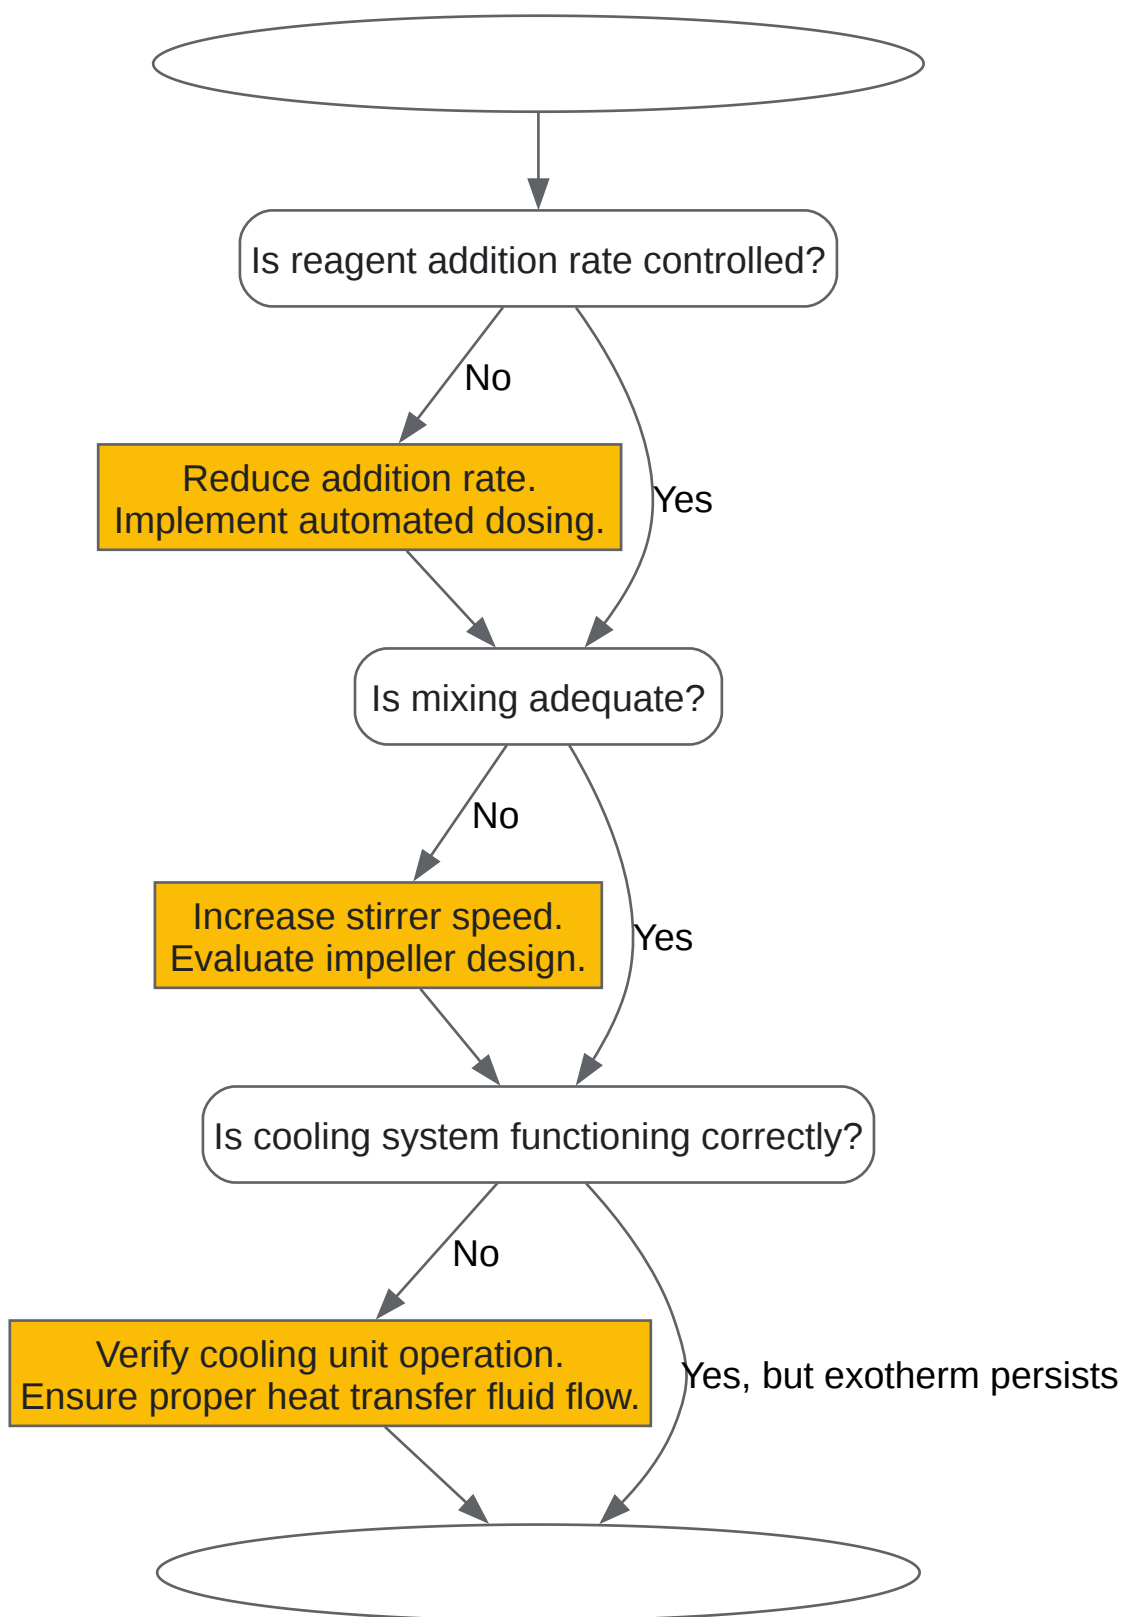 Is reagent addition rate controlled?
No
Reduce addition rate.
Implement automated dosing.
Yes
Is mixing adequate?
No
Increase stirrer speed.
Evaluate impeller design.
Yes
Is cooling system functioning correctly?
No
Verify cooling unit operation.
Ensure proper heat transfer fluid flow.
Yes, but exotherm persists